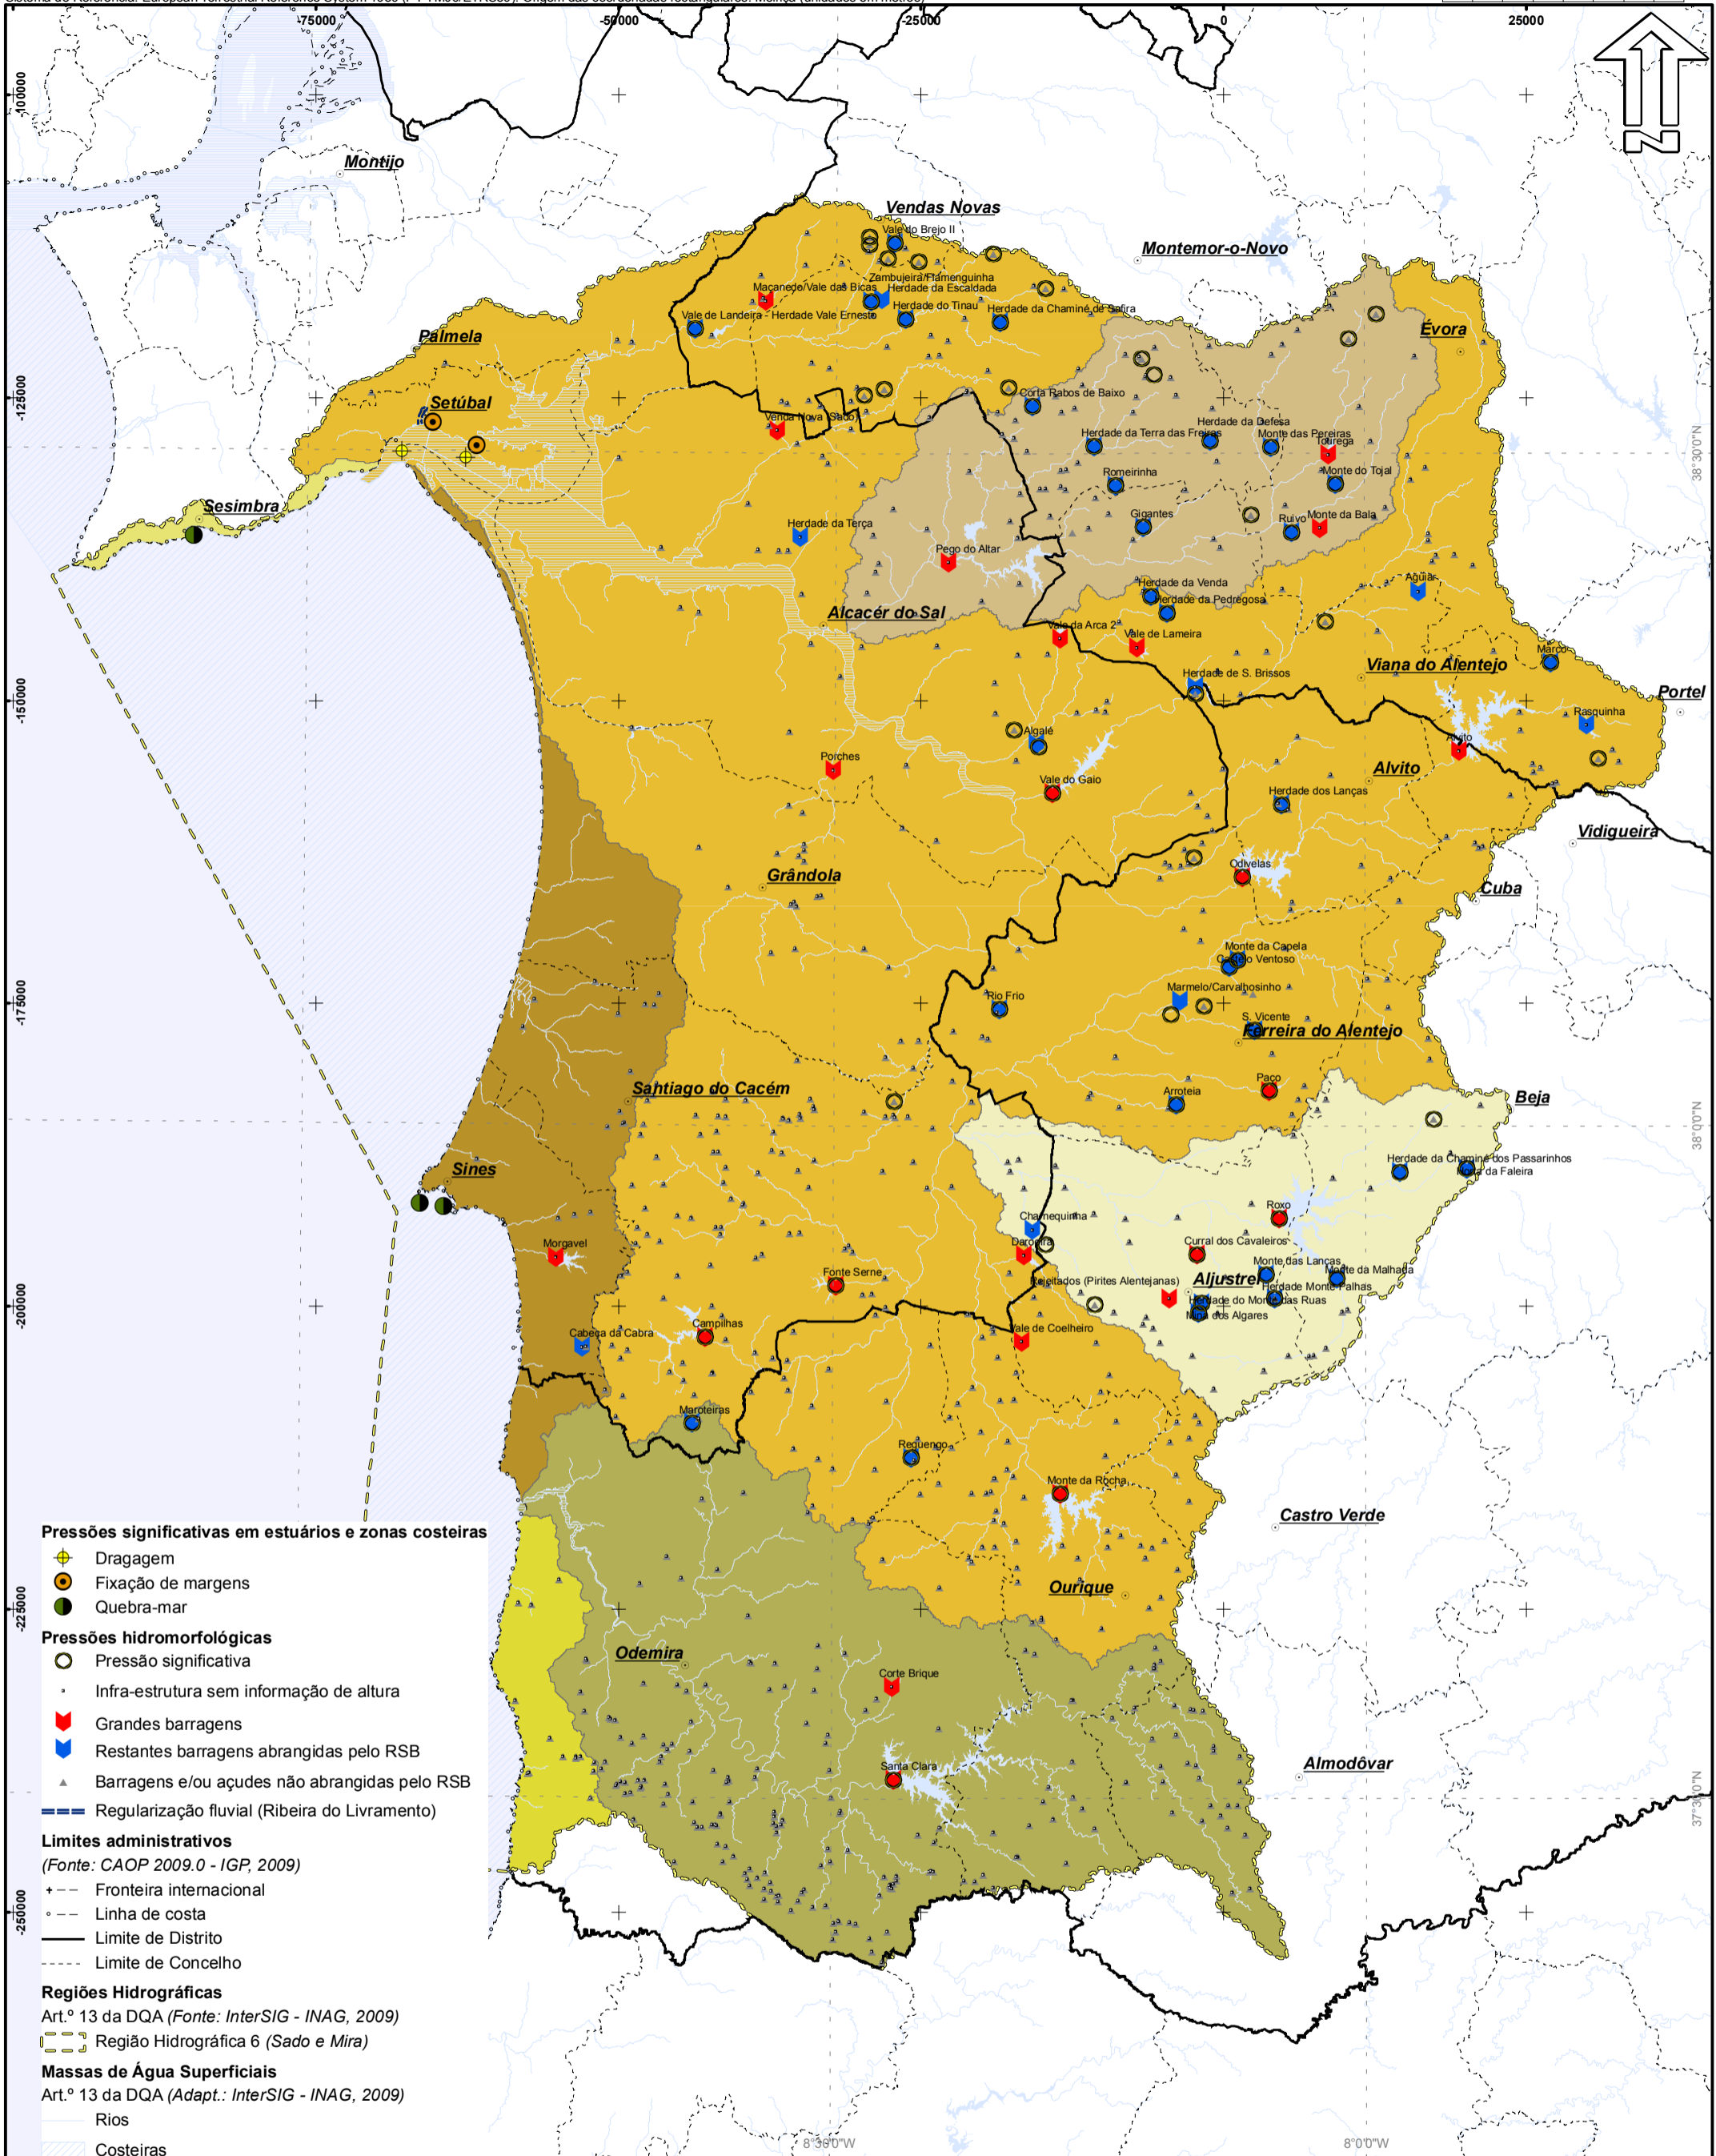 -75000
-50000
-25000
0
25000
-100000
-125000
-150000
-175000
-200000
-225000
-250000
38°30'0"N
38°0'0"N
37°30'0"N
8°30'0"W
8°0'0"W
N
Montijo
Vendas Novas
Montemor-o-Novo
Vale do Brejo II
Zambujeira/Flamenguinha
Maçanedo/Vale das Bicas
Herdade da Escaldada
Herdade do Tinau
Herdade da Chaminé de Safira
Vale de Landeira - Herdade Vale Ernesto
Évora
Palmela
Setúbal
Corta Rabos de Baixo
Venda Nova (Sado)
Herdade da Defesa
Herdade da Terra das Freiras
Monte das Pereiras
Tourega
Romeirinha
Monte do Tojal
Sesimbra
Gigantes
Ruivo
Monte da Bala
Herdade da Terça
Pego do Altar
Herdade da Venda
Aguiar
Herdade da Pedregosa
Alcacér do Sal
Vale da Arca 2
Vale de Lameira
Marco
Viana do Alentejo
Herdade de S. Brissos
Portel
Rasquinha
Algalé
Alvito
Porches
Alvito
Vale do Gaio
Herdade dos Lanças
Vidigueira
Odivelas
Grândola
Cuba
Monte da Capela
Marmelo/Carvalhosinho
Rio Frio
S. Vicente
Ferreira do Alentejo
Paço
Santiago do Cacém
Arroteia
Beja
Herdade da Chaminé dos Passarinhos
Sines
Roxo
Chamequinha
Daroeira
Curral dos Cavaleiros
Morgavel
Monte das Lanças
Fonte Serne
Monte da Malhada
Rejeitados (Pirites Alentejanas)
Aljustrel
Herdade Monte Palhas
Herdade do Monte das Ruas
Mina dos Algares
Campilhas
Cabeça da Cabra
Vale de Coelheiro
Maroteiras
Reguengo
Monte da Rocha
Castro Verde
Ourique
Odemira
Corte Brique
Santa Clara
Almodôvar
Pressões significativas em estuários e zonas costeiras
Dragagem
Fixação de margens
Quebra-mar
Pressões hidromorfológicas
Pressão significativa
Infra-estrutura sem informação de altura
Grandes barragens
Restantes barragens abrangidas pelo RSB
Barragens e/ou açudes não abrangidas pelo RSB
Regularização fluvial (Ribeira do Livramento)
Limites administrativos
(Fonte: CAOP 2009.0 - IGP, 2009)
Fronteira internacional
Linha de costa
Limite de Distrito
Limite de Concelho
Regiões Hidrográficas
Art.º 13 da DQA (Fonte: InterSIG - INAG, 2009)
Região Hidrográfica 6 (Sado e Mira)
Massas de Água Superficiais
Art.º 13 da DQA (Adapt.: InterSIG - INAG, 2009)
Rios
Costeiras